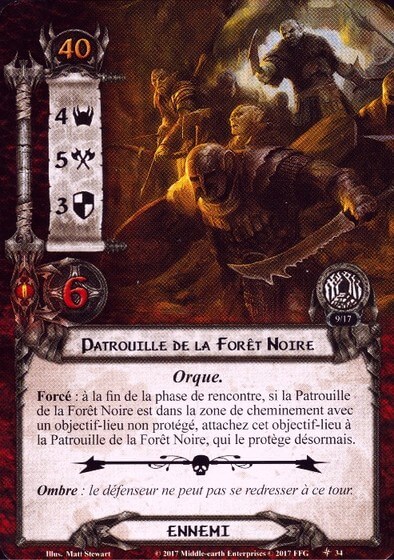 40
4
5
3
6
9/17
Patrouille de la Forêt Noire
Orque.
Forcé : à la fin de la phase de rencontre, si la Patrouille
de la Forêt Noire est dans la zone de cheminement avec
un objectif-lieu non protégé, attachez cet objectif-lieu à
la Patrouille de la Forêt Noire, qui le protège désormais.
Ombre : le défenseur ne peut pas se redresser à ce tour.
ENNEMI
Illus. Matt Stewart
© 2017 Middle-earth Enterprises © 2017 FFG
34